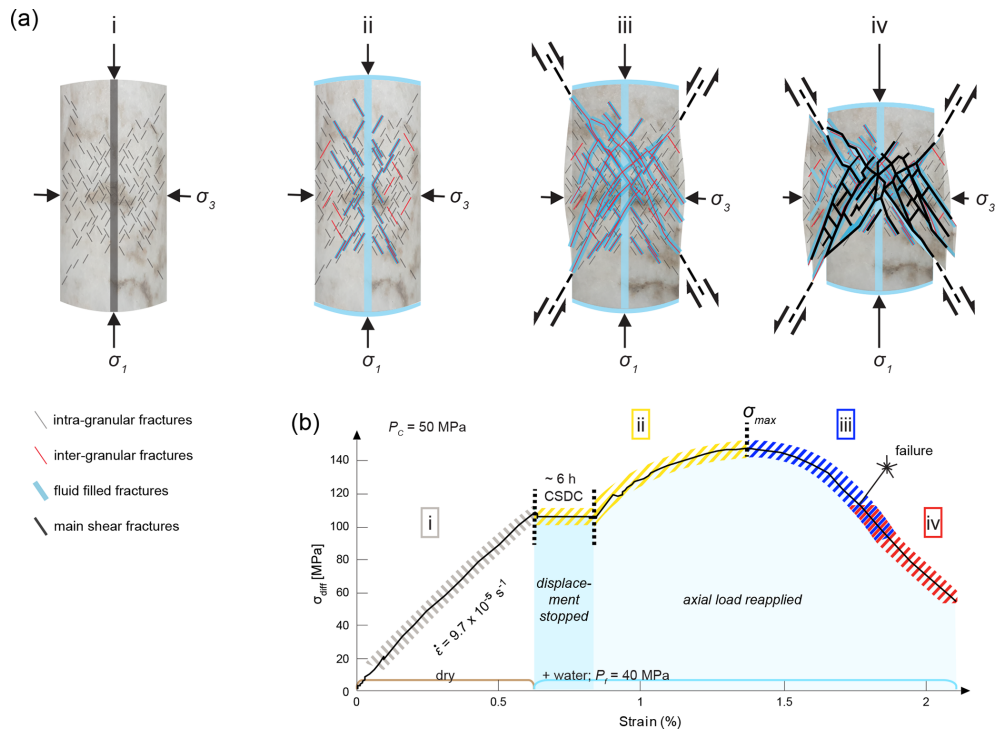 (a)
i
ii
iii
iv
σ3
σ3
σ3
σ3
σ1
σ1
σ1
σ1
intra-granular fractures
inter-granular fractures
fluid filled fractures
main shear fractures
(b)
PC = 50 MPa
σmax
ii
iii
failure
~ 6 h
CSDC
i
iv
σdiff [MPa]
140
120
100
80
60
40
20
0
ε̇ = 9.7 x 10-5 s-1
displace-
ment
stopped
axial load reapplied
dry
+ water; Pf = 40 MPa
0
0.5
1
1.5
2
Strain (%)